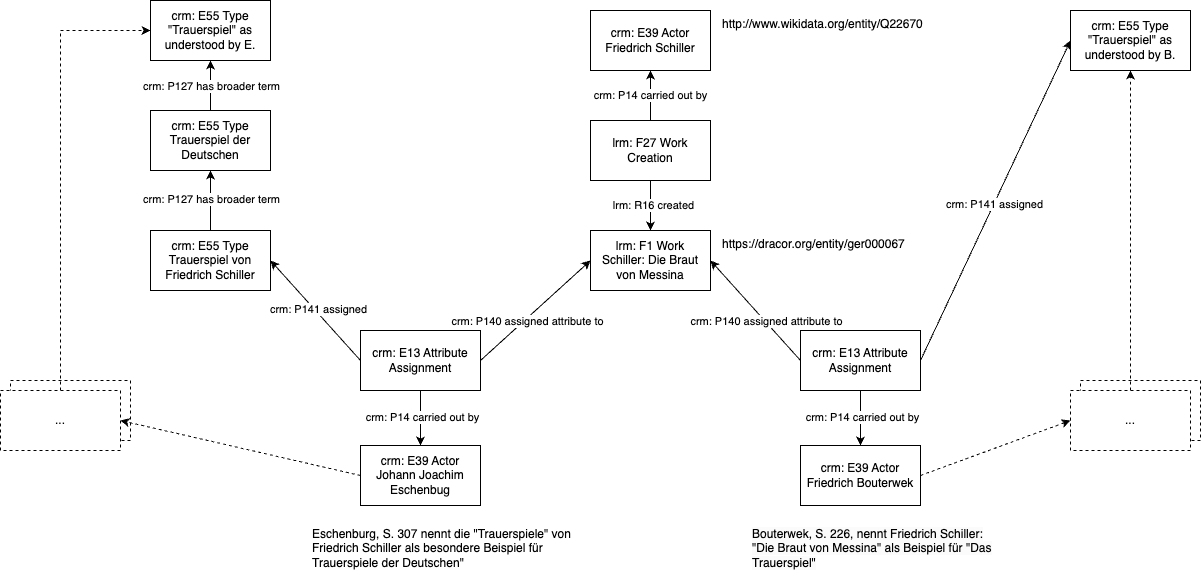 crm: E55 Type
"Trauerspiel" as
understood by E.
crm: P127 has broader term
crm: E55 Type
Trauerspiel der
Deutschen
crm: P127 has broader term
crm: E55 Type
Trauerspiel von
Friedrich Schiller
crm: E39 Actor
Friedrich Schiller
http://www.wikidata.org/entity/Q22670
crm: P14 carried out by
lrm: F27 Work
Creation
lrm: R16 created
lrm: F1 Work
Schiller: Die Braut
von Messina
https://dracor.org/entity/ger000067
crm: E55 Type
"Trauerspiel" as
understood by B.
crm: P141 assigned
crm: P141 assigned
crm: P140 assigned attribute to
crm: P140 assigned attribute to
crm: E13 Attribute
Assignment
crm: E13 Attribute
Assignment
crm: P14 carried out by
crm: P14 carried out by
...
...
crm: E39 Actor
Johann Joachim
Eschenbug
crm: E39 Actor
Friedrich Bouterwek
Eschenburg, S. 307 nennt die "Trauerspiele" von
Friedrich Schiller als besondere Beispiel für
Trauerspiele der Deutschen"
Bouterwek, S. 226, nennt Friedrich Schiller:
"Die Braut von Messina" als Beispiel für "Das
Trauerspiel"